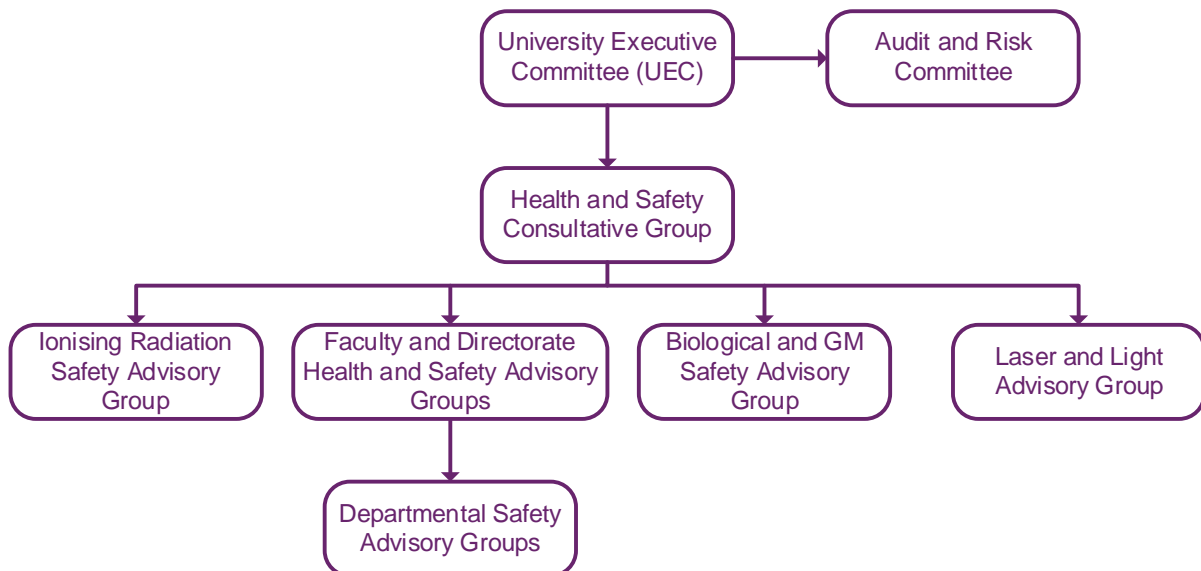 University Executive
Committee (UEC)
Audit and Risk
Committee
Health and Safety
Consultative Group
Ionising Radiation
Safety Advisory
Group
Faculty and Directorate
Health and Safety Advisory
Groups
Biological and GM
Safety Advisory
Group
Laser and Light
Advisory Group
Departmental Safety
Advisory Groups